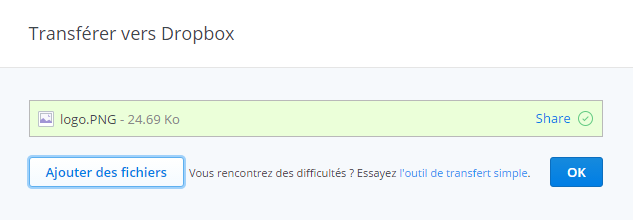 Transférer vers Dropbox
logo.PNG - 24.69 Ko Share
Ajouter des fichiers Vous rencontrez des difficultés ? Essayez l'outil de transfert simple. OK